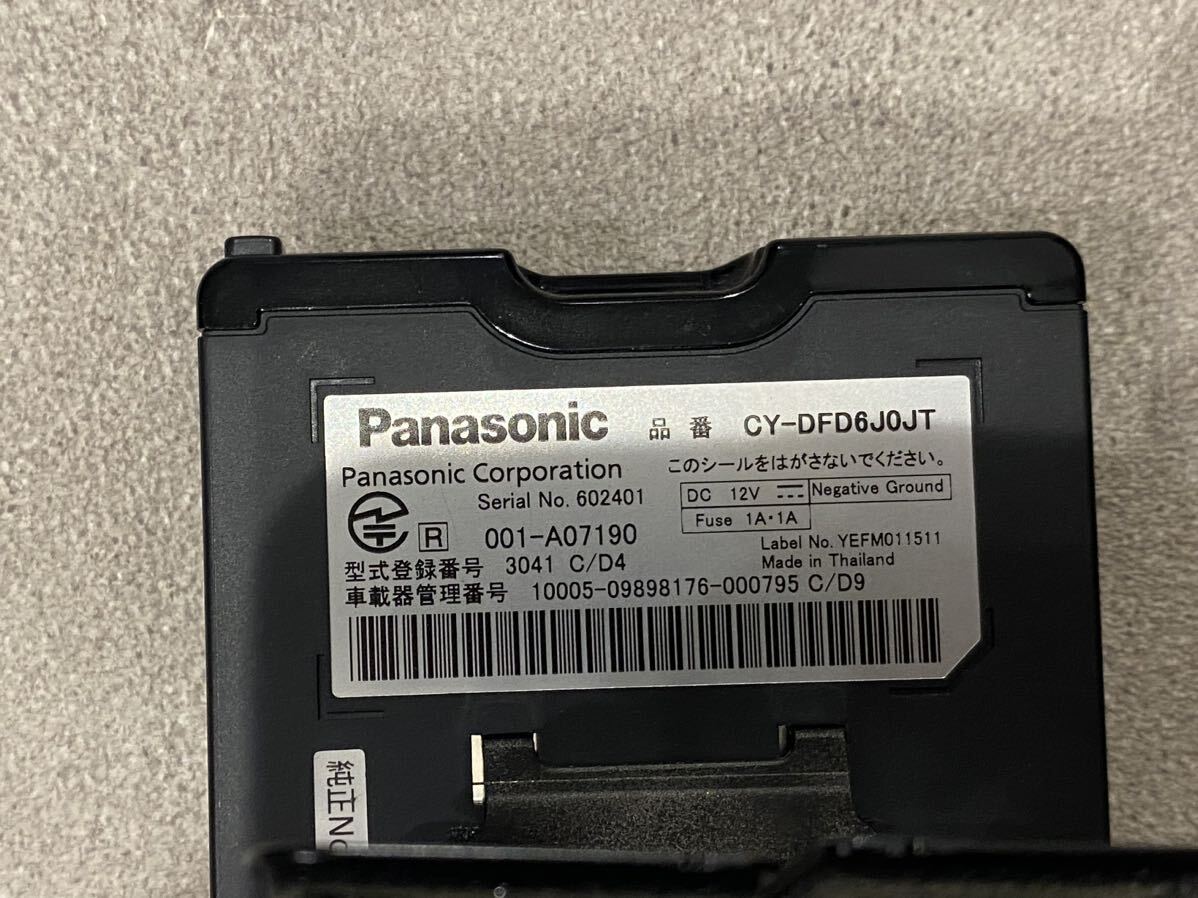 Panasonic 品番 CY-DFD6J0JT
Panasonic Corporation このシールをはがさないでください。
Serial No. 602401 DC 12V Negative Ground
R 001-A07190 Fuse 1A・1A
Label No. YEFM011511
型式登録番号 3041 C/D4 Made in Thailand
車載器管理番号 10005-09898176-000795 C/D9
純正